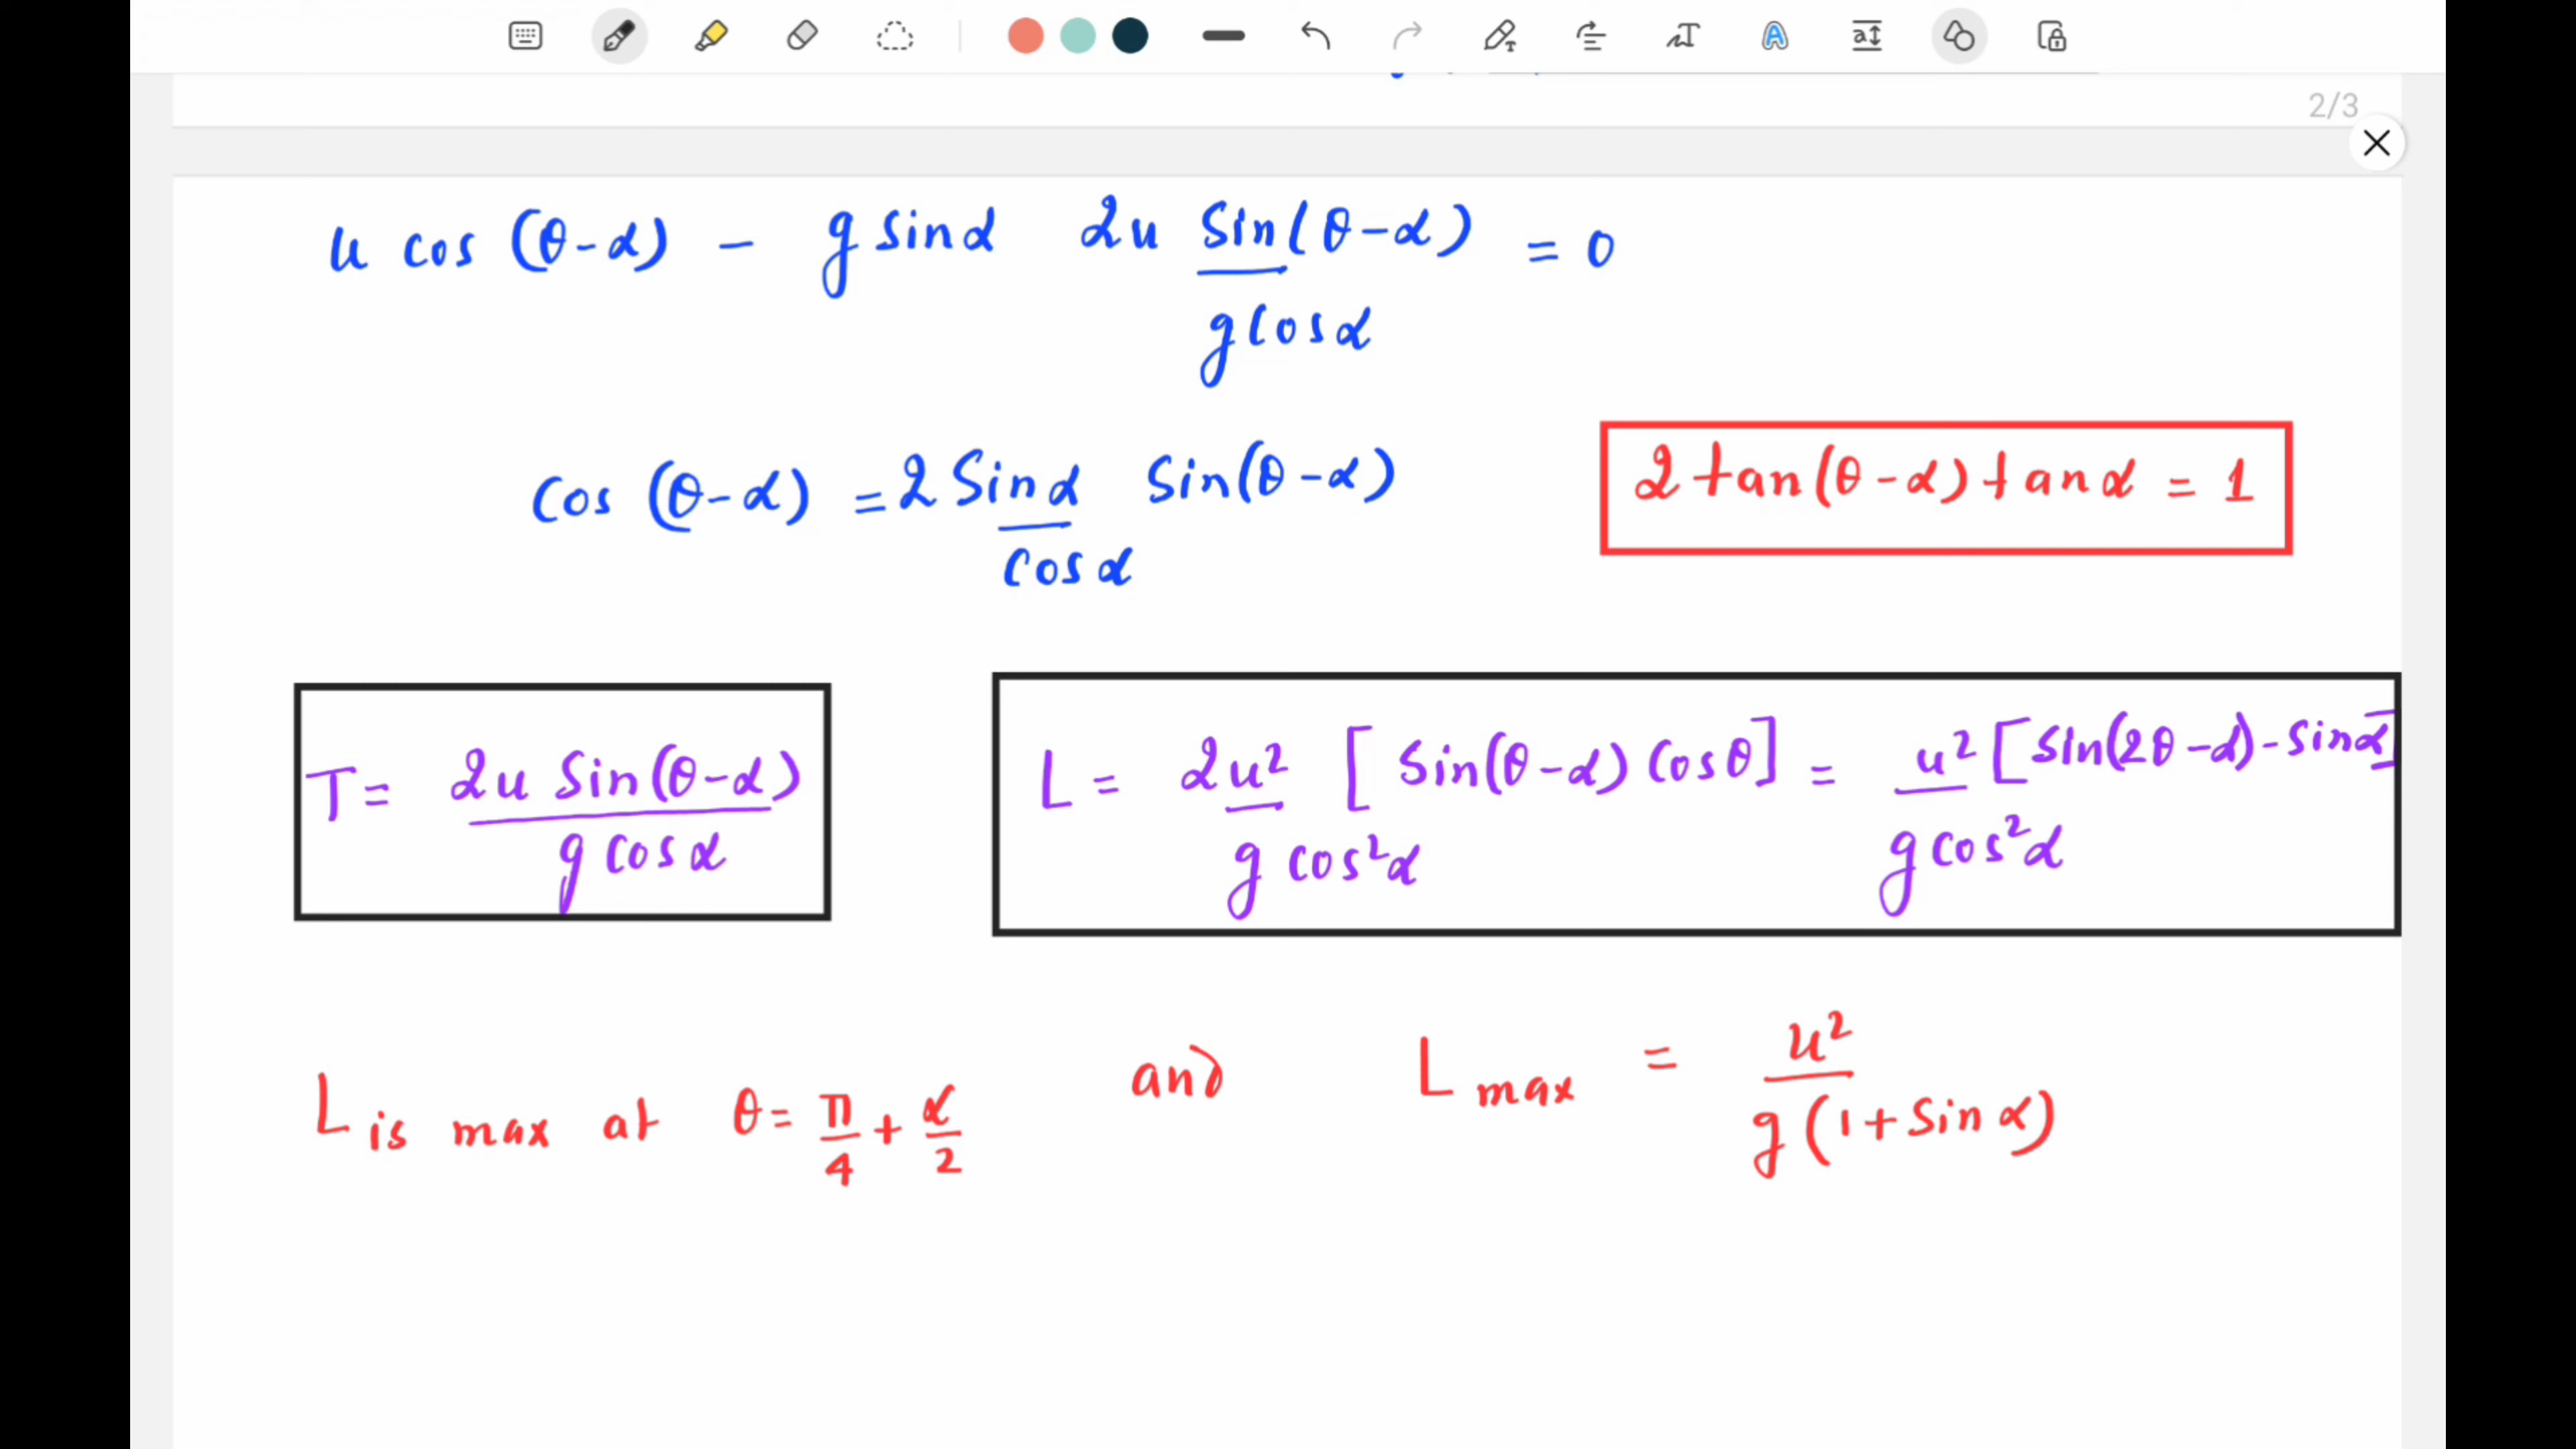 2/3
u cos (θ-α) - g sinα 2u sin(θ-α) = 0
g cosα
cos (θ-α) = 2 sinα sin(θ-α)
cosα
2 tan(θ-α) tanα = 1
T = 2u sin(θ-α)
g cosα
L = 2u² [sin(θ-α) cosθ] = u² [sin(2θ-α) - sinα]
g cos²α g cos²α
L is max at θ = π/4 + α/2 and L max = u²
g (1 + sin α)